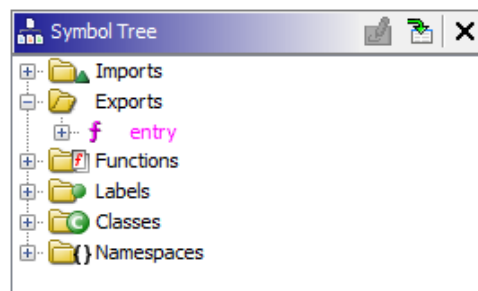 Symbol Tree
Imports
Exports
f entry
Functions
Labels
Classes
Namespaces